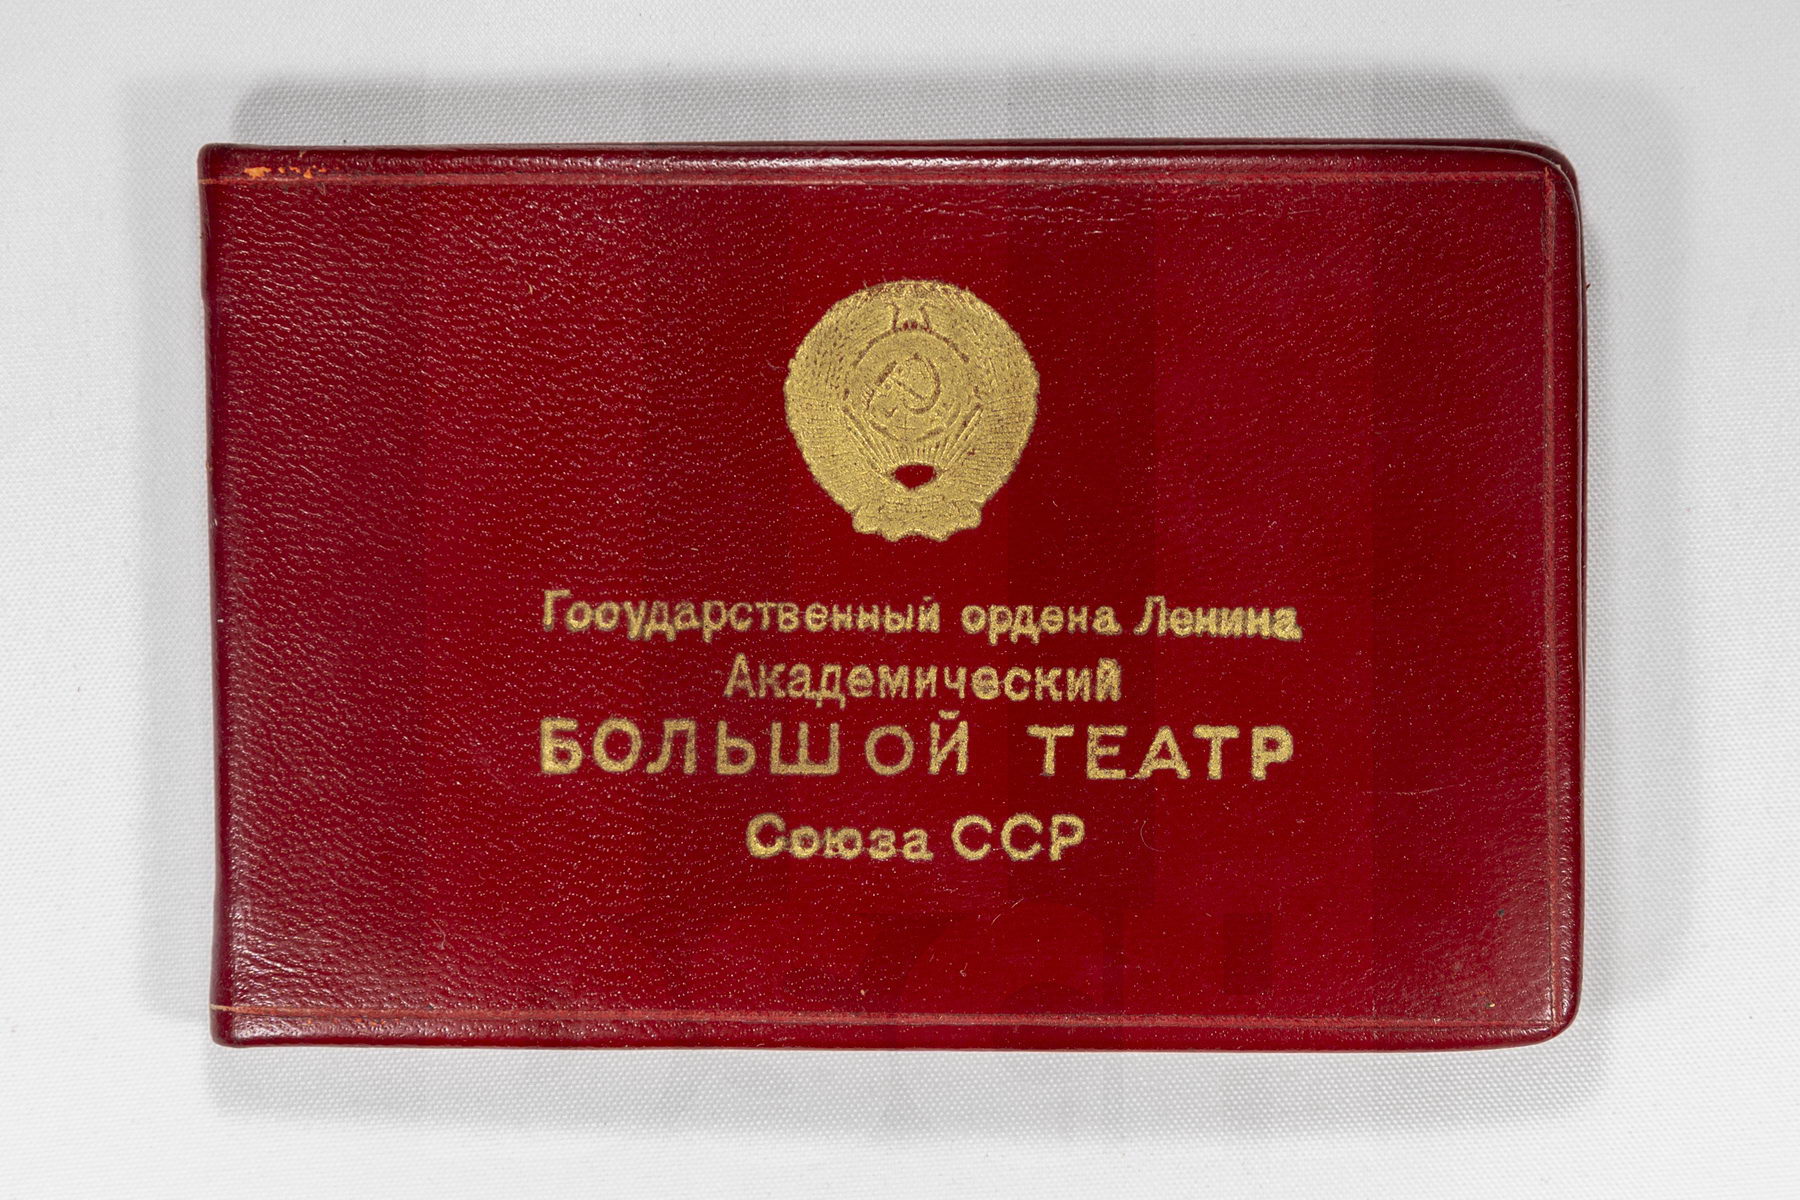 Государственный ордена Ленина
Академический
БОЛЬШОЙ ТЕАТР
Союза ССР